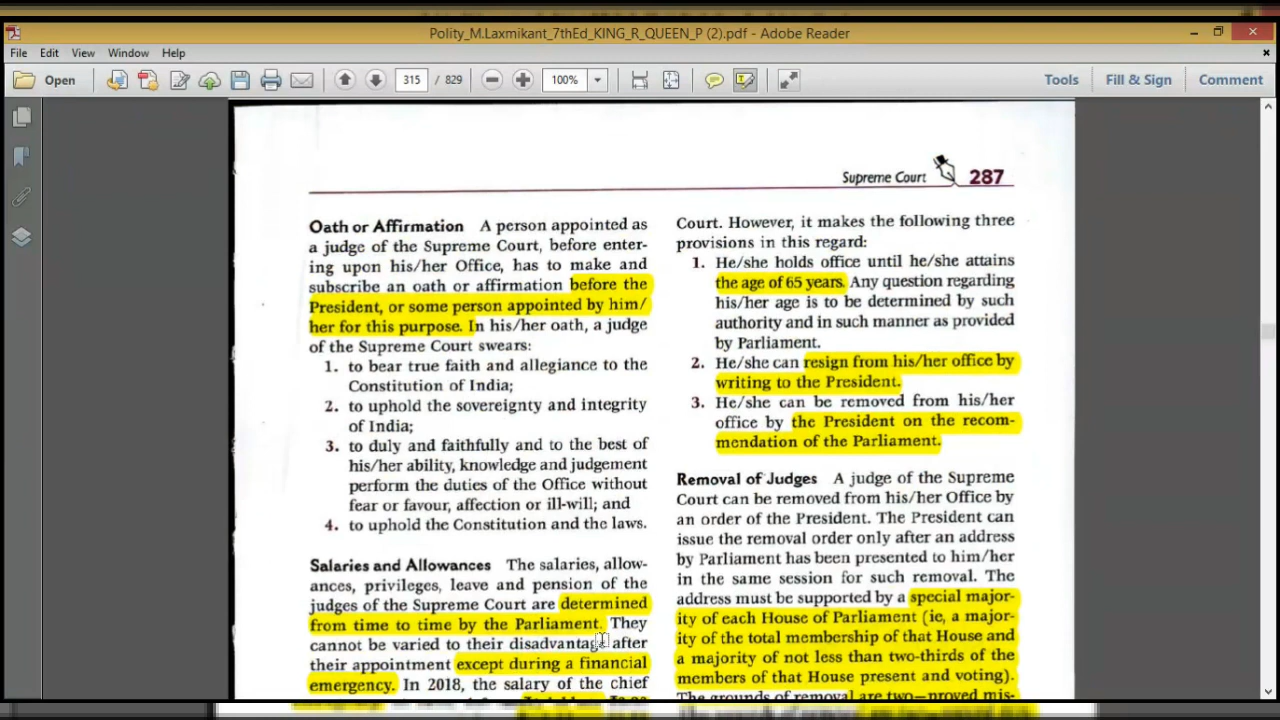 Polity_M.Laxmikant_7thEd_KING_R_QUEEN_P (2).pdf - Adobe Reader
File Edit View Window Help
Open 315 / 829 100% Tools Fill & Sign Comment
Supreme Court 287
Oath or Affirmation A person appointed as
a judge of the Supreme Court, before enter-
ing upon his/her Office, has to make and
subscribe an oath or affirmation before the
President, or some person appointed by him/
her for this purpose. In his/her oath, a judge
of the Supreme Court swears:
1. to bear true faith and allegiance to the
Constitution of India;
2. to uphold the sovereignty and integrity
of India;
3. to duly and faithfully and to the best of
his/her ability, knowledge and judgement
perform the duties of the Office without
fear or favour, affection or ill-will; and
4. to uphold the Constitution and the laws.
Salaries and Allowances The salaries, allow-
ances, privileges, leave and pension of the
judges of the Supreme Court are determined
from time to time by the Parliament. They
cannot be varied to their disadvantage after
their appointment except during a financial
emergency. In 2018, the salary of the chief
Court. However, it makes the following three
provisions in this regard:
1. He/she holds office until he/she attains
the age of 65 years. Any question regarding
his/her age is to be determined by such
authority and in such manner as provided
by Parliament.
2. He/she can resign from his/her office by
writing to the President.
3. He/she can be removed from his/her
office by the President on the recom-
mendation of the Parliament.
Removal of Judges A judge of the Supreme
Court can be removed from his/her Office by
an order of the President. The President can
issue the removal order only after an address
by Parliament has been presented to him/her
in the same session for such removal. The
address must be supported by a special major-
ity of each House of Parliament (ie, a major-
ity of the total membership of that House and
a majority of not less than two-thirds of the
members of that House present and voting).
The grounds of removal are two—proved mis-